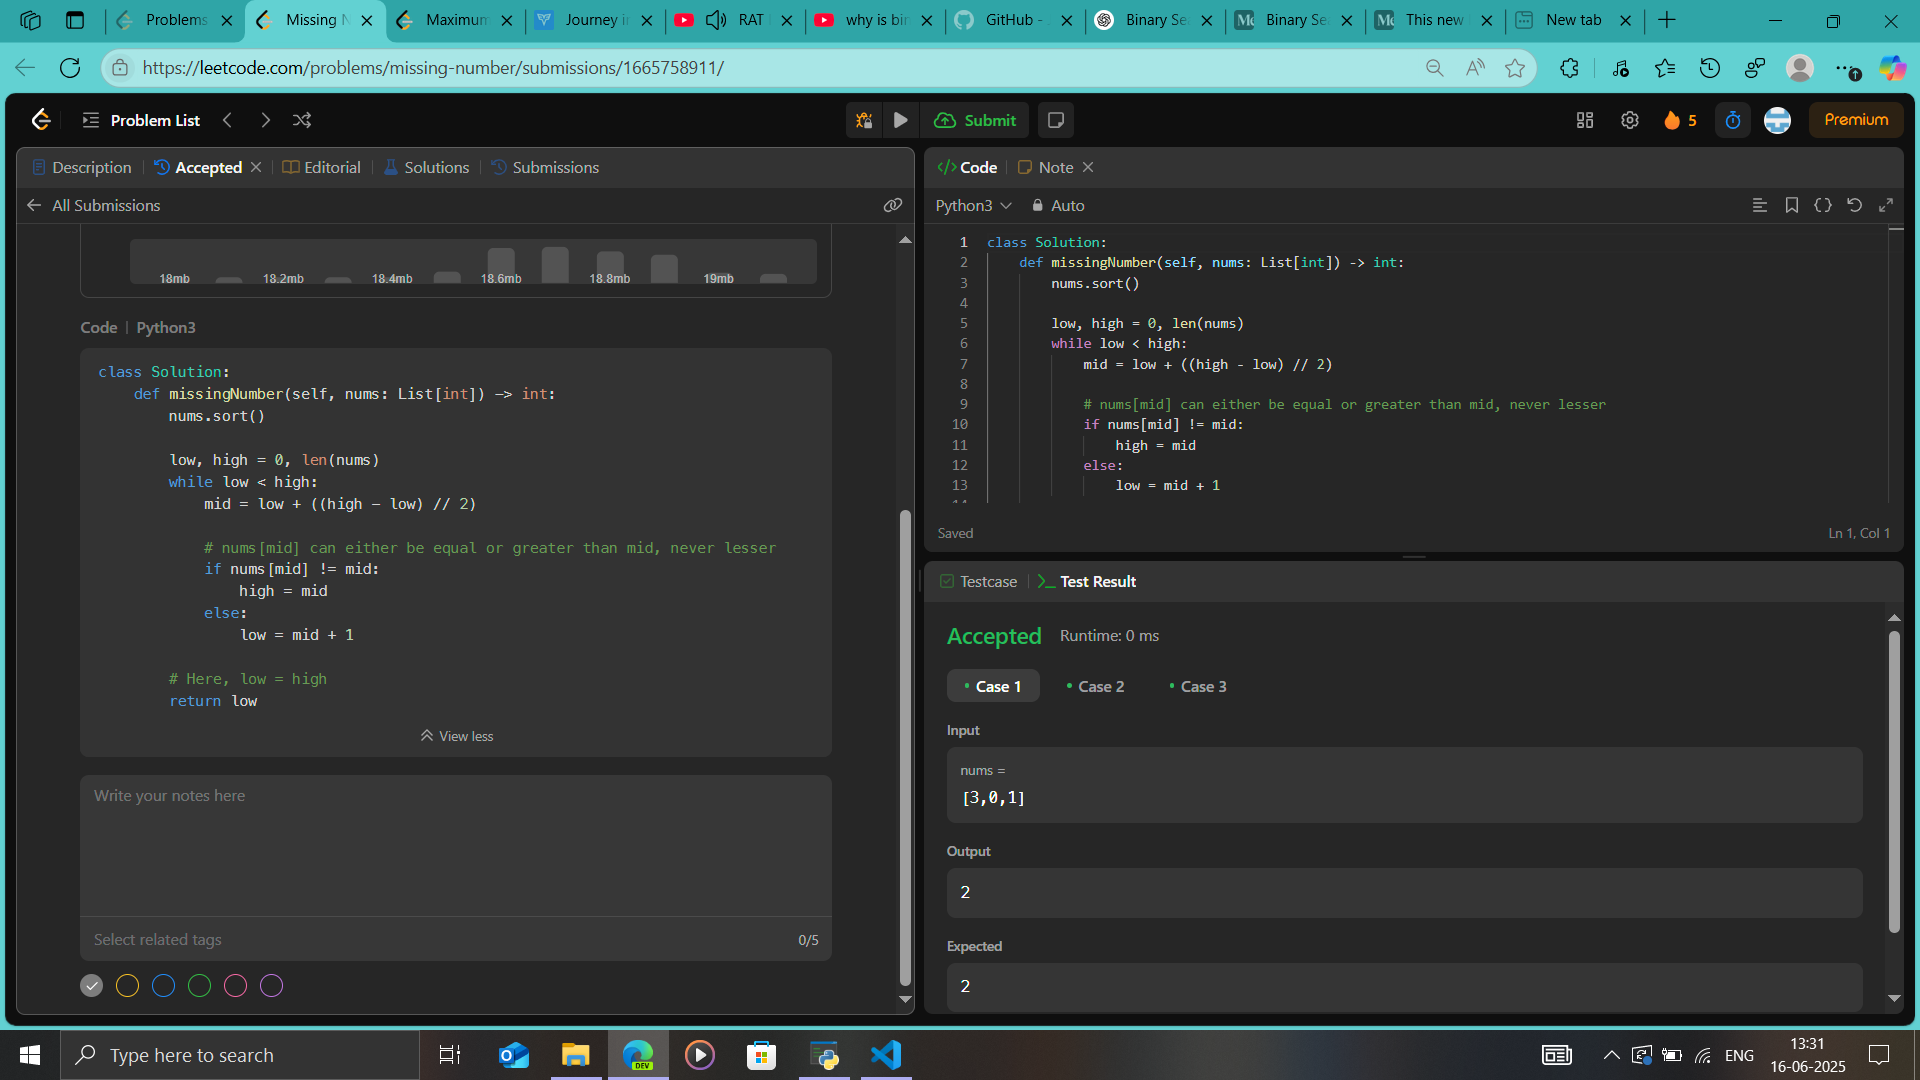 Problems
Missing N
Maximum
Journey i
RAT
why is bi
GitHub -
Binary Se
Binary Se
This new
New tab
https://leetcode.com/problems/missing-number/submissions/1665758911/
Problem List
Submit
5
Premium
Description
Accepted
Editorial
Solutions
Submissions
All Submissions
18mb 18.2mb 18.4mb 18.6mb 18.8mb 19mb
Code | Python3
class Solution:
    def missingNumber(self, nums: List[int]) -> int:
        nums.sort()
        low, high = 0, len(nums)
        while low < high:
            mid = low + ((high - low) // 2)
            # nums[mid] can either be equal or greater than mid, never lesser
            if nums[mid] != mid:
                high = mid
            else:
                low = mid + 1
        # Here, low = high
        return low
View less
Write your notes here
Select related tags
0/5
Code
Note
Python3
Auto
1 class Solution:
2     def missingNumber(self, nums: List[int]) -> int:
3         nums.sort()
4
5         low, high = 0, len(nums)
6         while low < high:
7             mid = low + ((high - low) // 2)
8
9             # nums[mid] can either be equal or greater than mid, never lesser
10             if nums[mid] != mid:
11                 high = mid
12             else:
13                 low = mid + 1
Saved
Ln 1, Col 1
Testcase
Test Result
Accepted Runtime: 0 ms
Case 1
Case 2
Case 3
Input
nums =
[3,0,1]
Output
2
Expected
2
Type here to search
DEV
ENG
13:31
16-06-2025